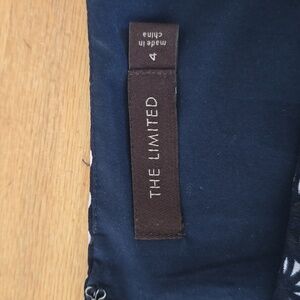 THE LIMITED
4
made in
china